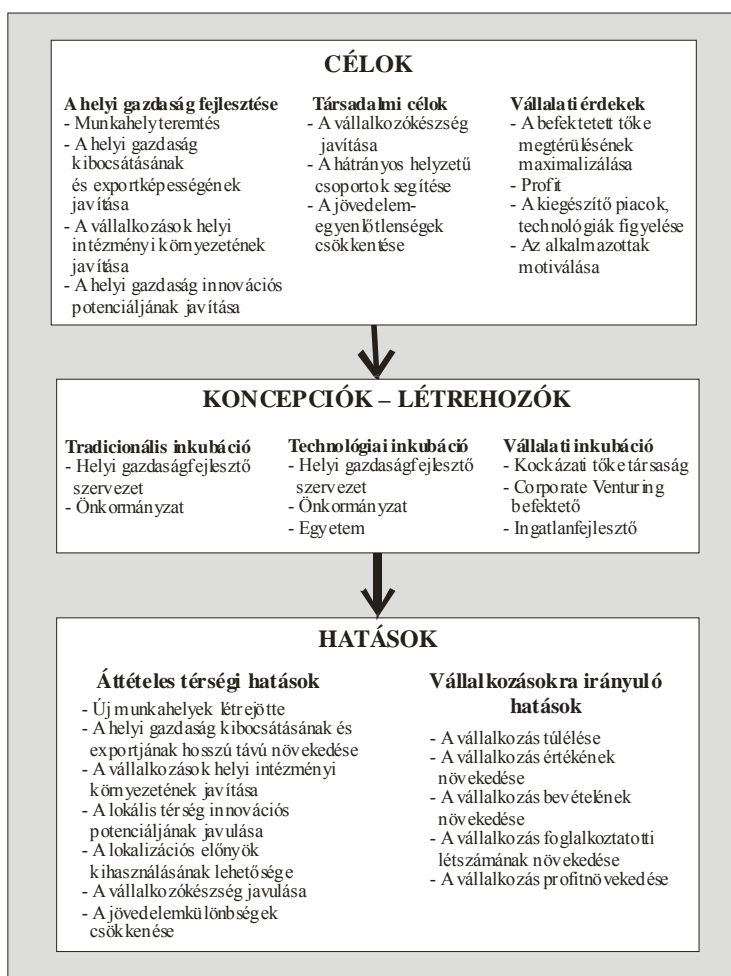 CÉLOK
A helyi gazdaság fejlesztése
- Munkahelyteremtés
- A helyi gazdaság
kibocsátásának
és exportképességének
javítása
- A vállalkozások helyi
intézményi környezetének
javítása
- A helyi gazdaság innovációs
potenciáljának javítása
Társadalmi célok
- A vállalkozókészség
javítása
- A hátrányos helyzetű
csoportok segítése
- A jövedelem-
egyenlőtlenségek
csökkentése
Vállalati érdekek
- A befektetett tőke
megtérülésének
maximalizálása
- Profit
- A kiegészítő piacok,
technológiák figyelése
- Az alkalmazottak
motiválása
KONCEPCIÓK – LÉTREHOZÓK
Tradicionális inkubáció
- Helyi gazdaságfejlesztő
szervezet
- Önkormányzat
Technológiai inkubáció
- Helyi gazdaságfejlesztő
szervezet
- Önkormányzat
- Egyetem
Vállalati inkubáció
- Kockázati tőketársaság
- Corporate Venturing
befektető
- Ingatlanfejlesztő
HATÁSOK
Áttételes térségi hatások
- Új munkahelyek létrejötte
- A helyi gazdaság kibocsátásának és
exportjának hosszú távú növekedése
- A vállalkozások helyi intézményi
környezetének javítása
- A lokális térség innovációs
potenciáljának javulása
- A lokalizációs előnyök
kihasználásának lehetősége
- A vállalkozókészség javulása
- A jövedelemkülönbségek
csökkenése
Vállalkozásokra irányuló
hatások
- A vállalkozás túlélése
- A vállalkozás értékének
növekedése
- A vállalkozás bevételének
növekedése
- A vállalkozás foglalkoztatotti
létszámának növekedése
- A vállalkozás profitnövekedése